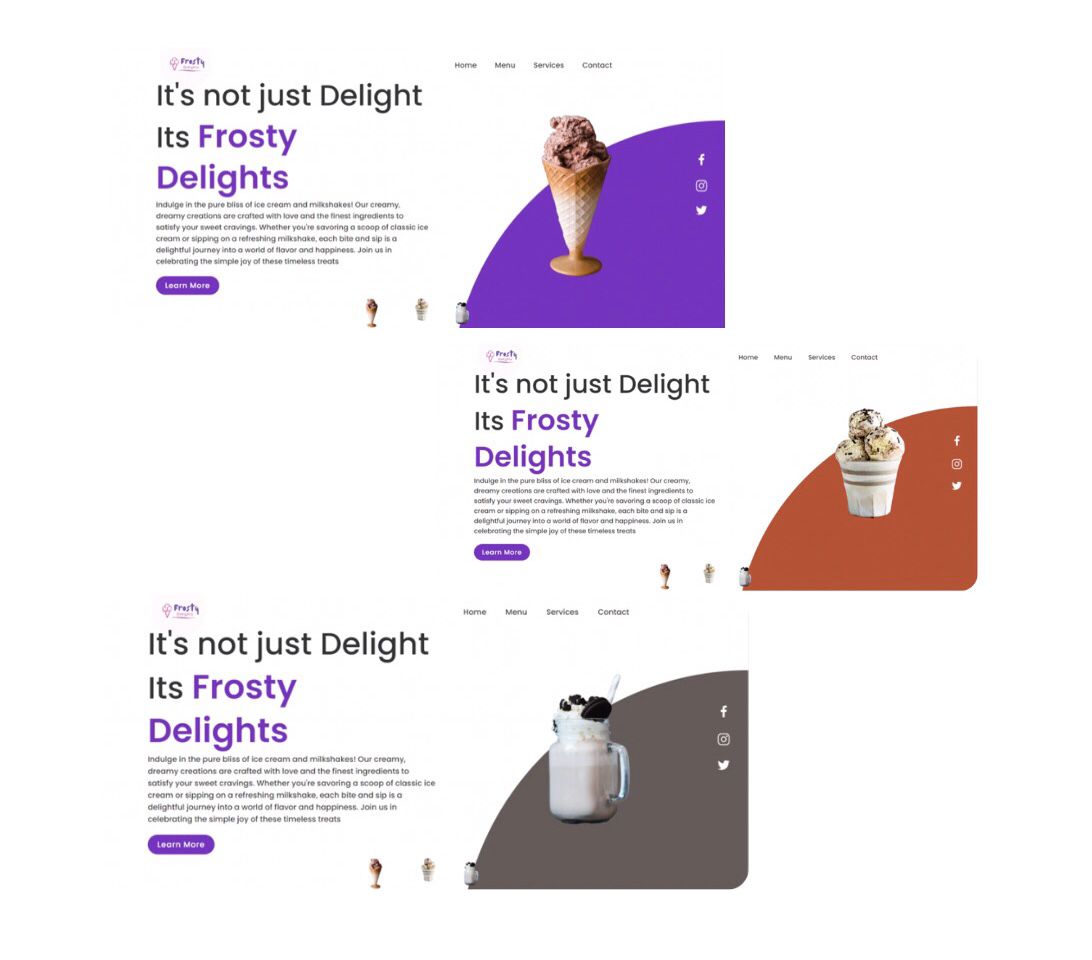 Frosty
Delights
Home Menu Services Contact
It's not just Delight
Its Frosty
Delights
Indulge in the pure bliss of ice cream and milkshakes! Our creamy,
dreamy creations are crafted with love and the finest ingredients to
satisfy your sweet cravings. Whether you're savoring a scoop of classic ice
cream or sipping on a refreshing milkshake, each bite and sip is a
delightful journey into a world of flavor and happiness. Join us in
celebrating the simple joy of these timeless treats
Learn More
Frosty
Delights
Home Menu Services Contact
It's not just Delight
Its Frosty
Delights
Indulge in the pure bliss of ice cream and milkshakes! Our creamy,
dreamy creations are crafted with love and the finest ingredients to
satisfy your sweet cravings. Whether you're savoring a scoop of classic ice
cream or sipping on a refreshing milkshake, each bite and sip is a
delightful journey into a world of flavor and happiness. Join us in
celebrating the simple joy of these timeless treats
Learn More
Frosty
Delights
Home Menu Services Contact
It's not just Delight
Its Frosty
Delights
Indulge in the pure bliss of ice cream and milkshakes! Our creamy,
dreamy creations are crafted with love and the finest ingredients to
satisfy your sweet cravings. Whether you're savoring a scoop of classic ice
cream or sipping on a refreshing milkshake, each bite and sip is a
delightful journey into a world of flavor and happiness. Join us in
celebrating the simple joy of these timeless treats
Learn More